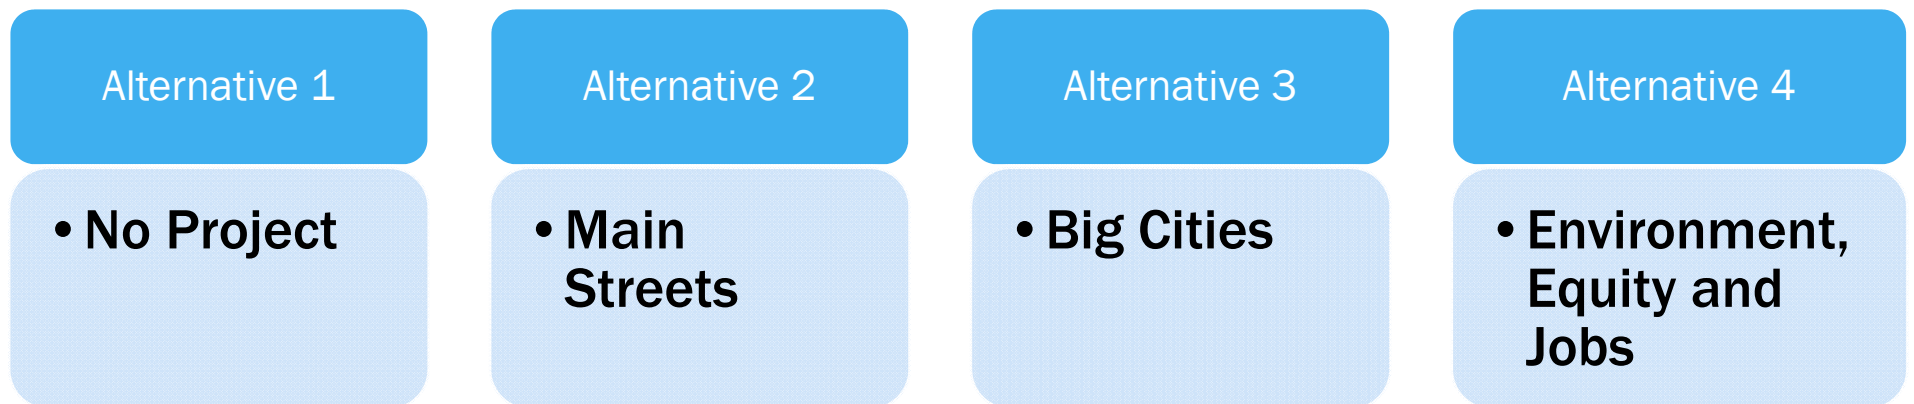 Alternative 1
• No Project
Alternative 2
• Main
Streets
Alternative 3
• Big Cities
Alternative 4
• Environment,
Equity and
Jobs